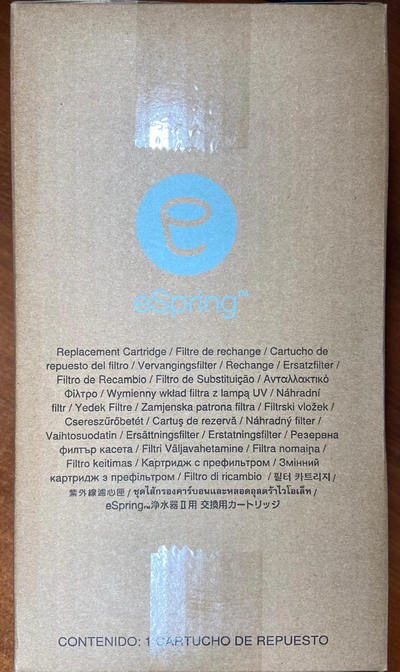 e
eSpring™
Replacement Cartridge / Filtre de rechange / Cartucho de
repuesto del filtro / Vervangingsfilter / Rechange / Ersatzfilter /
Filtro de Recambio / Filtro de Substituição / Ανταλλακτικό
Φίλτρο / Wymienny wkład filtra z lampą UV / Náhradní
filtr / Yedek Filtre / Zamjenska patrona filtra / Filtrski vložek /
Csereszűrőbetét / Cartuş de rezervă / Náhradný filter /
Vaihtosuodatin / Ersättningsfilter / Erstatningsfilter / Резервна
филтър касета / Filtri Väljavahetamine / Filtra nomaiņa /
Filtro keitimas / Картридж с префильтром / Змінний
картридж з префільтром / Filtro di ricambio / 필터 카트리지 /
紫外線濾心匣 / ชุดไส้กรองคาร์บอนและหลอดอุลตร้าไวโอเล็ท /
eSpring™浄水器Ⅱ用 交換用カートリッジ
CONTENIDO: 1 CARTUCHO DE REPUESTO